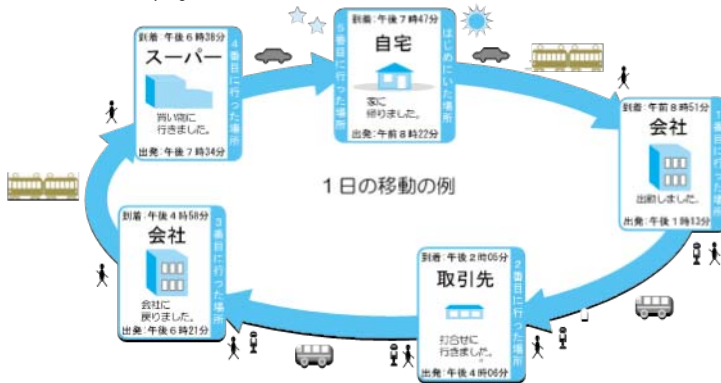 到着：午後7時47分
自宅
家に
帰りました。
出発：午前8時22分
はじめにいた場所
5番目に行った場所
到着：午前8時51分
会社
出勤しました。
出発：午後1時13分
1
到着：午後2時05分
取引先
打合せに
行きました。
出発：午後4時06分
2番目に行った場所
到着：午後4時58分
会社
会社に
戻りました。
出発：午後6時21分
3番目に行った場所
到着：午後6時38分
スーパー
買い物に
行きました。
出発：午後7時34分
4番目に行った場所
1日の移動の例